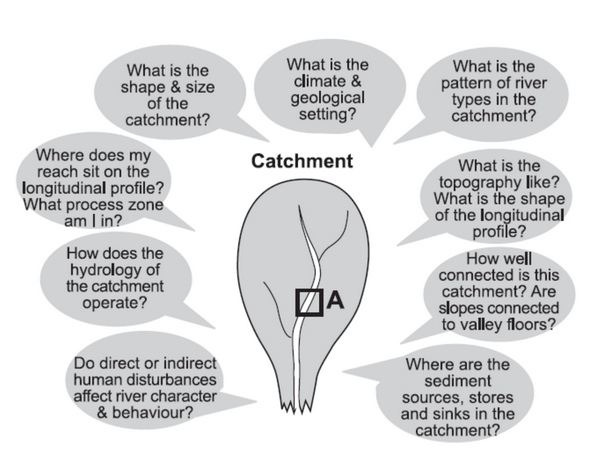 What is the
shape & size
of the
catchment?
What is the
climate &
geological
setting?
What is the
pattern of river
types in the
catchment?
Where does my
reach sit on the
longitudinal profile?
What process zone
am I in?
Catchment
What is the
topography like?
What is the shape
of the longitudinal
profile?
How does the
hydrology of
the catchment
operate?
A
How well
connected is this
catchment? Are
slopes connected
to valley floors?
Do direct or indirect
human disturbances
affect river character
& behaviour?
Where are the
sediment
sources, stores
and sinks in the
catchment?